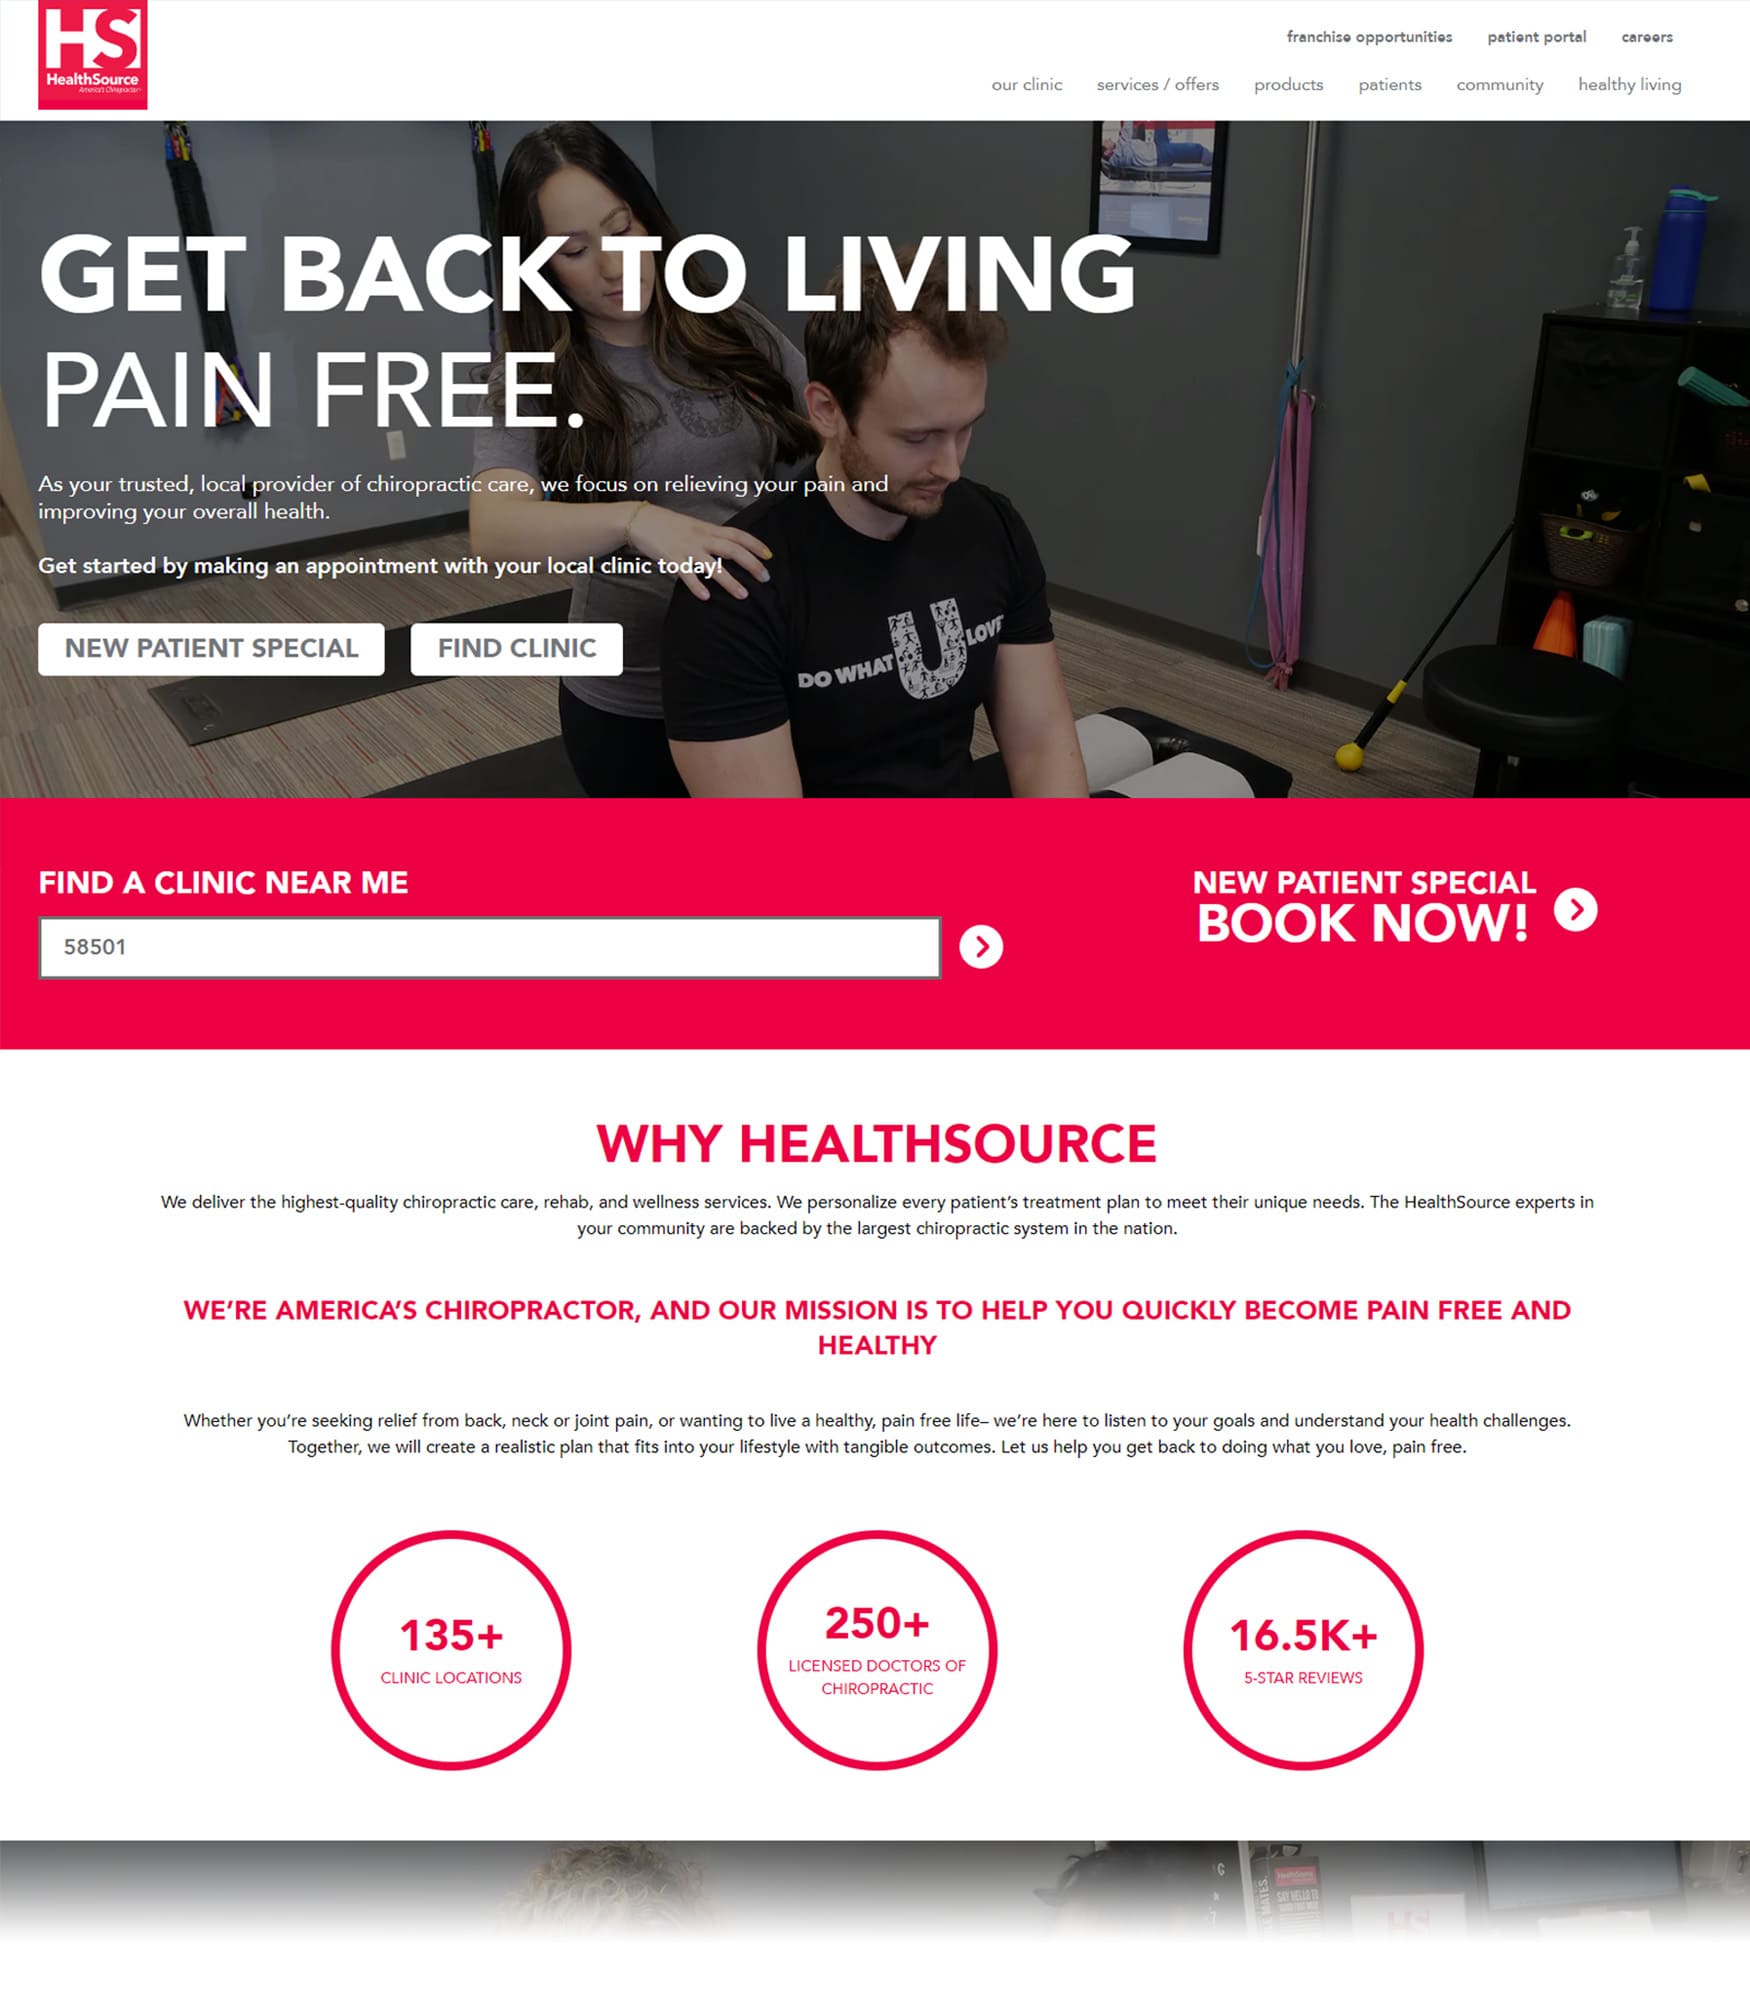 HS
HealthSource
America's Chiropractor
franchise opportunities patient portal careers
our clinic services / offers products patients community healthy living
GET BACK TO LIVING
PAIN FREE.
As your trusted, local provider of chiropractic care, we focus on relieving your pain and
improving your overall health.
Get started by making an appointment with your local clinic today!
DO WHAT U LOVE
NEW PATIENT SPECIAL FIND CLINIC
FIND A CLINIC NEAR ME
58501
NEW PATIENT SPECIAL
BOOK NOW!
WHY HEALTHSOURCE
We deliver the highest-quality chiropractic care, rehab, and wellness services. We personalize every patient’s treatment plan to meet their unique needs. The HealthSource experts in
your community are backed by the largest chiropractic system in the nation.
WE’RE AMERICA’S CHIROPRACTOR, AND OUR MISSION IS TO HELP YOU QUICKLY BECOME PAIN FREE AND
HEALTHY
Whether you’re seeking relief from back, neck or joint pain, or wanting to live a healthy, pain free life– we’re here to listen to your goals and understand your health challenges.
Together, we will create a realistic plan that fits into your lifestyle with tangible outcomes. Let us help you get back to doing what you love, pain free.
135+
CLINIC LOCATIONS
250+
LICENSED DOCTORS OF
CHIROPRACTIC
16.5K+
5-STAR REVIEWS
HealthSource
SAY HELLO TO
HS